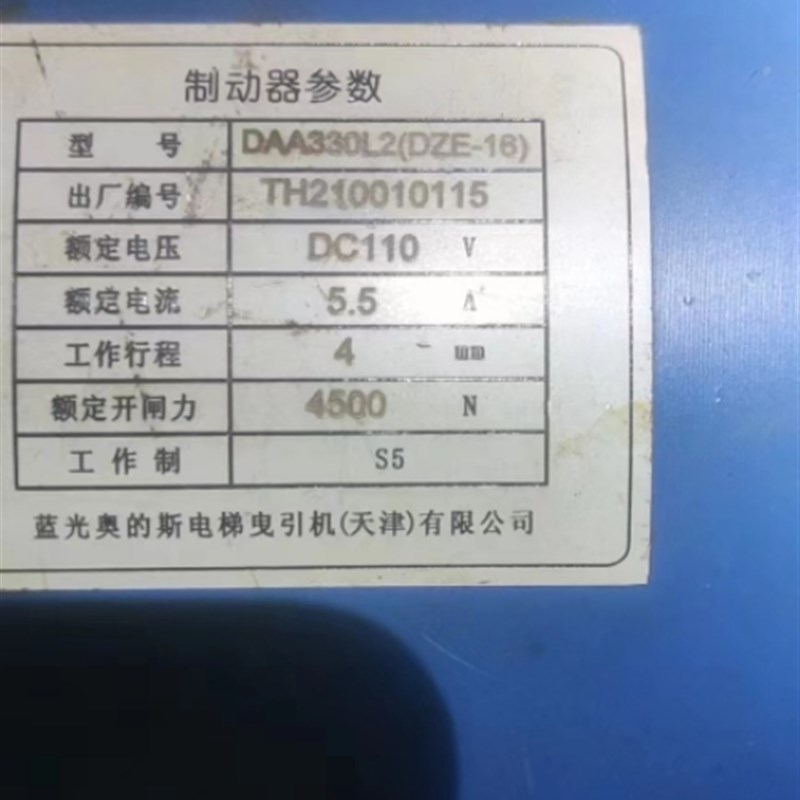 制动器参数
型 号 DAA330L2(DZE-16)
出厂编号 TH210010115
额定电压 DC110 V
额定电流 5.5 A
工作行程 4 mm
额定开闸力 4500 N
工作制 S5
蓝光奥的斯电梯曳引机(天津)有限公司